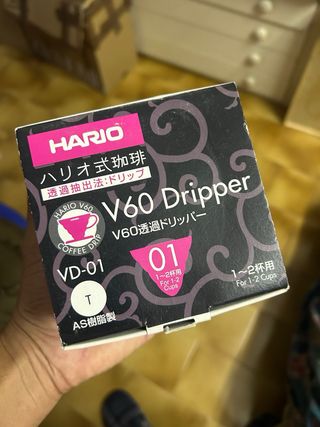 HARIO
ハリオ式珈琲
透過抽出法:ドリップ
HARIO V60
COFFEE DRIP
V60 Dripper
V60透過ドリッパー
VD-01
T
AS樹脂製
01
1～2杯用
For 1-2
Cups
1～2杯用
For 1-2 Cups